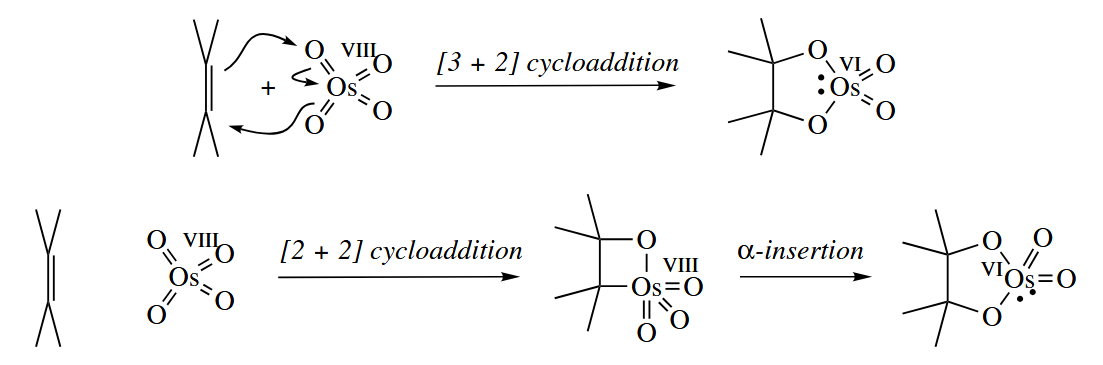 O VIII O
+ Os
O O
[3 + 2] cycloaddition
O VI O
Os
O O
O VIII O
Os
O O
[2 + 2] cycloaddition
O
VIII
Os=O
O O
α-insertion
O O
VI Os=O
O